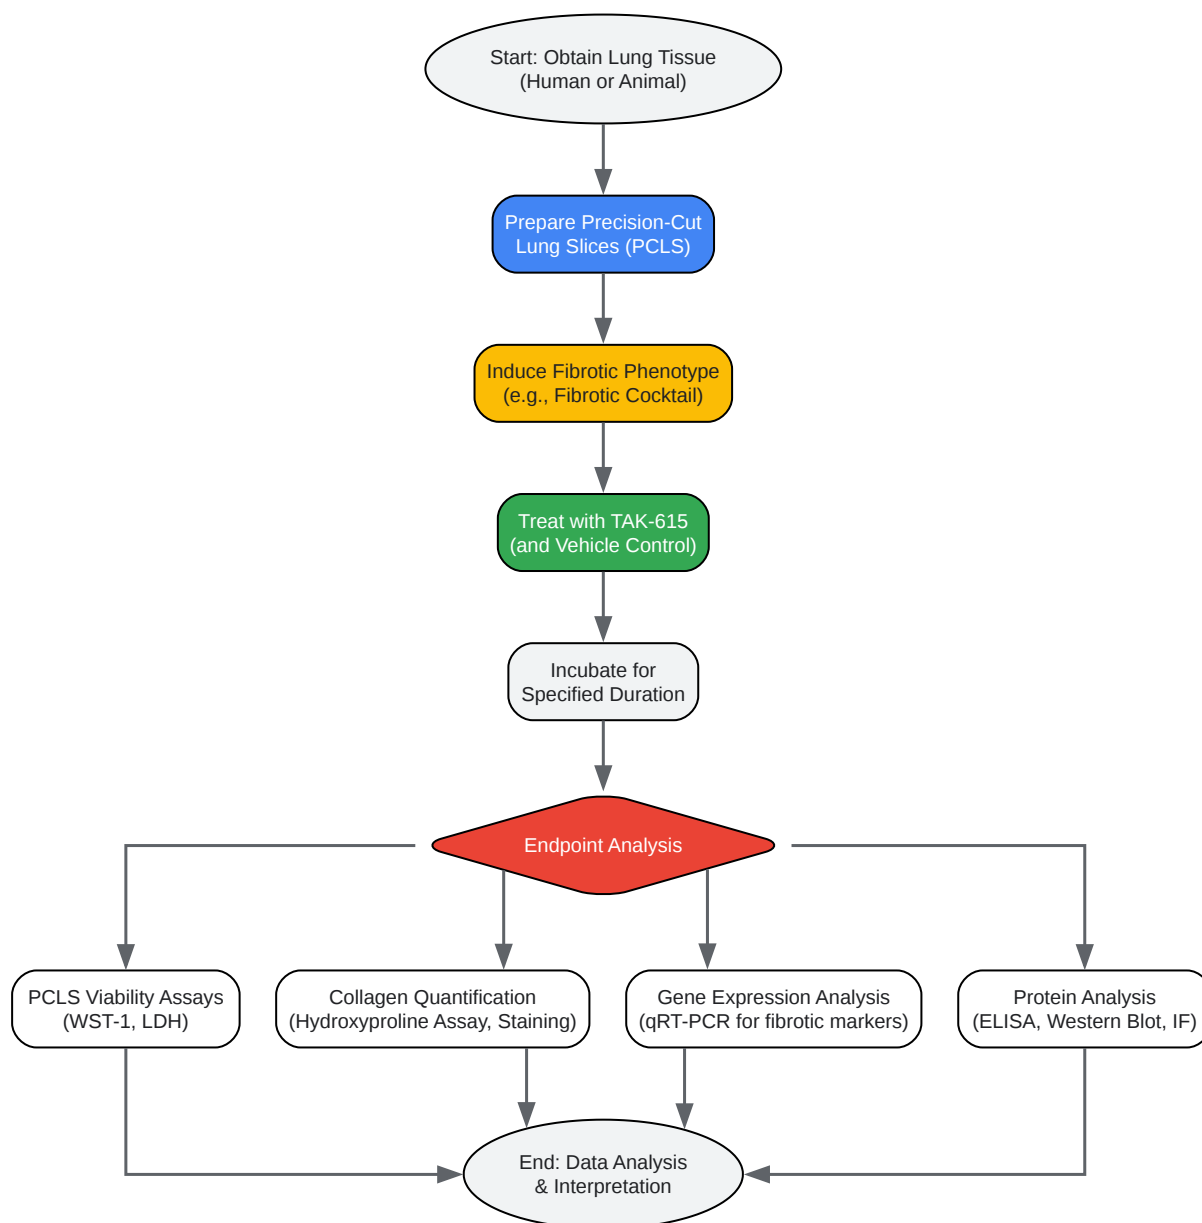 Start: Obtain Lung Tissue
(Human or Animal)
Prepare Precision-Cut
Lung Slices (PCLS)
Induce Fibrotic Phenotype
(e.g., Fibrotic Cocktail)
Treat with TAK-615
(and Vehicle Control)
Incubate for
Specified Duration
Endpoint Analysis
PCLS Viability Assays
(WST-1, LDH)
Collagen Quantification
(Hydroxyproline Assay, Staining)
Gene Expression Analysis
(qRT-PCR for fibrotic markers)
Protein Analysis
(ELISA, Western Blot, IF)
End: Data Analysis
& Interpretation